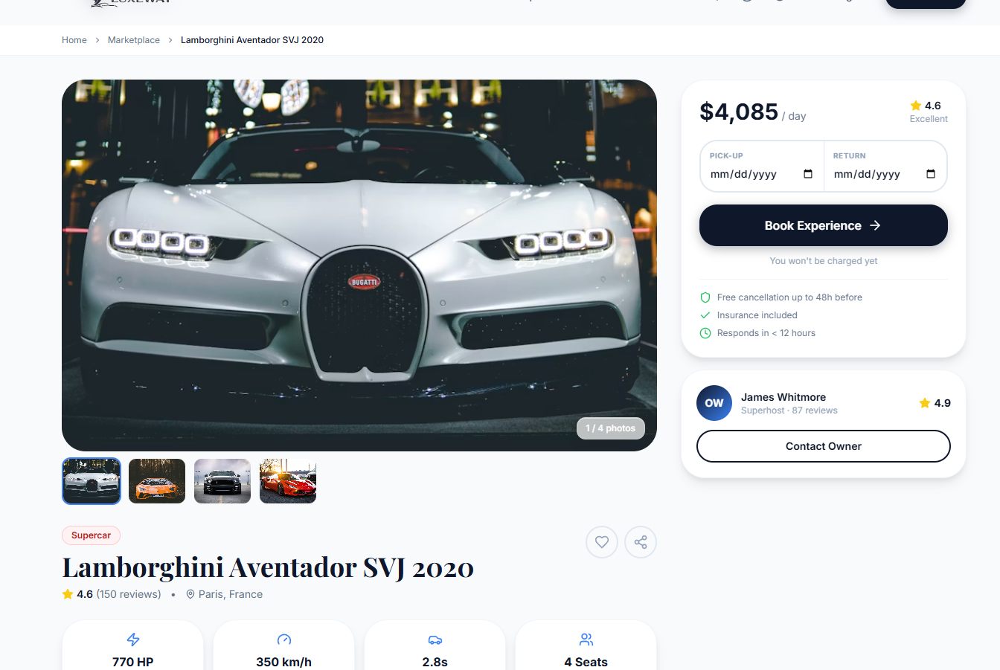 Home > Marketplace > Lamborghini Aventador SVJ 2020
BUGATTI
1 / 4 photos
Supercar
Lamborghini Aventador SVJ 2020
4.6 (150 reviews) • Paris, France
770 HP
350 km/h
2.8s
4 Seats
$4,085 / day
4.6
Excellent
PICK-UP
mm/dd/yyyy
RETURN
mm/dd/yyyy
Book Experience →
You won't be charged yet
Free cancellation up to 48h before
Insurance included
Responds in < 12 hours
OW
James Whitmore
Superhost · 87 reviews
4.9
Contact Owner